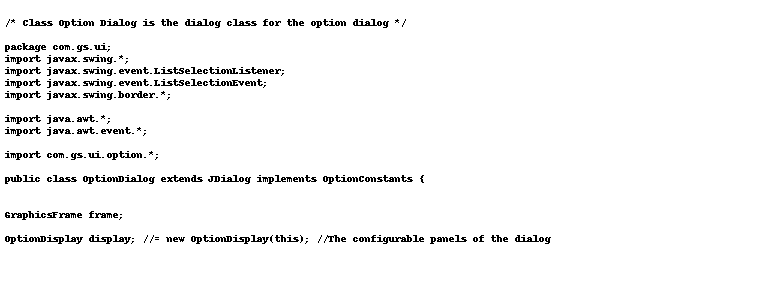 /* Class Option Dialog is the dialog class for the option dialog */
package com.gs.ui;
import javax.swing.*;
import javax.swing.event.ListSelectionListener;
import javax.swing.event.ListSelectionEvent;
import javax.swing.border.*;
import java.awt.*;
import java.awt.event.*;
import com.gs.ui.option.*;
public class OptionDialog extends JDialog implements OptionConstants {
GraphicsFrame frame;
OptionDisplay display; //= new OptionDisplay(this); //The configurable panels of the dialog